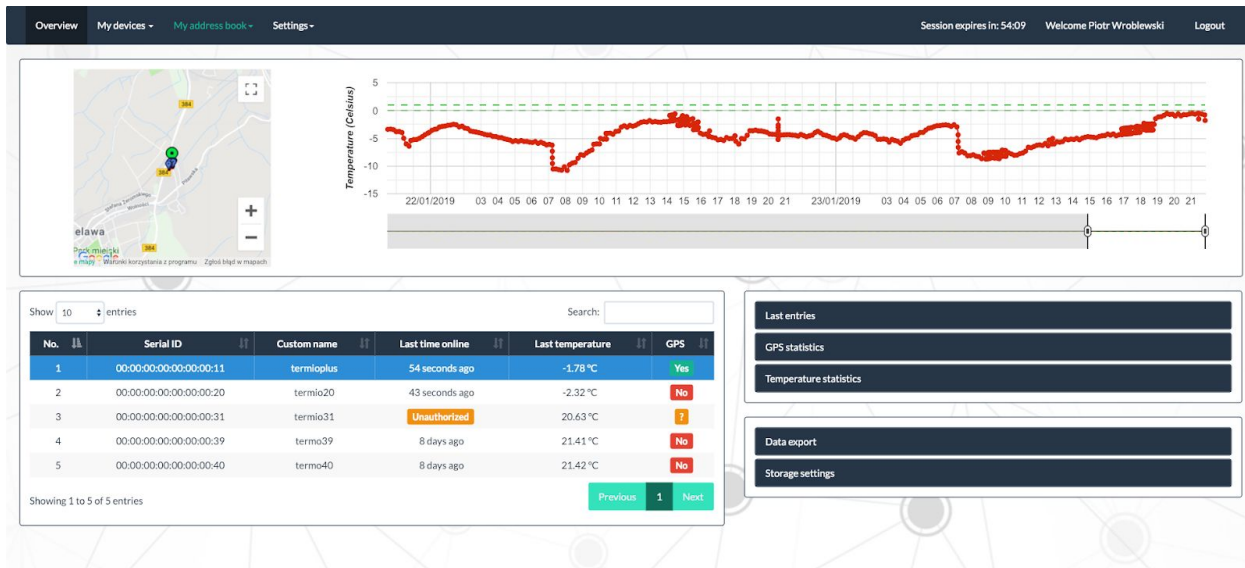 Overview My devices My address book Settings Session expires in: 54:09 Welcome Piotr Wroblewski Logout
384
384
elawa
Park miejski 384
Google
Warunki korzystania z programu Zgłoś błąd w mapach
Temperature (Celsius)
5
0
-5
-10
-15
22/01/2019 03 04 05 06 07 08 09 10 11 12 13 14 15 16 17 18 19 20 21 23/01/2019 03 04 05 06 07 08 09 10 11 12 13 14 15 16 17 18 19 20 21
Show 10 entries Search:
No. Serial ID Custom name Last time online Last temperature GPS
1 00:00:00:00:00:00:00:11 termioplus 54 seconds ago -1.78 °C Yes
2 00:00:00:00:00:00:00:20 termio20 43 seconds ago -2.32 °C No
3 00:00:00:00:00:00:00:31 termio31 Unauthorized 20.63 °C ?
4 00:00:00:00:00:00:00:39 termo39 8 days ago 21.41 °C No
5 00:00:00:00:00:00:00:40 termo40 8 days ago 21.42 °C No
Showing 1 to 5 of 5 entries Previous 1 Next
Last entries
GPS statistics
Temperature statistics
Data export
Storage settings